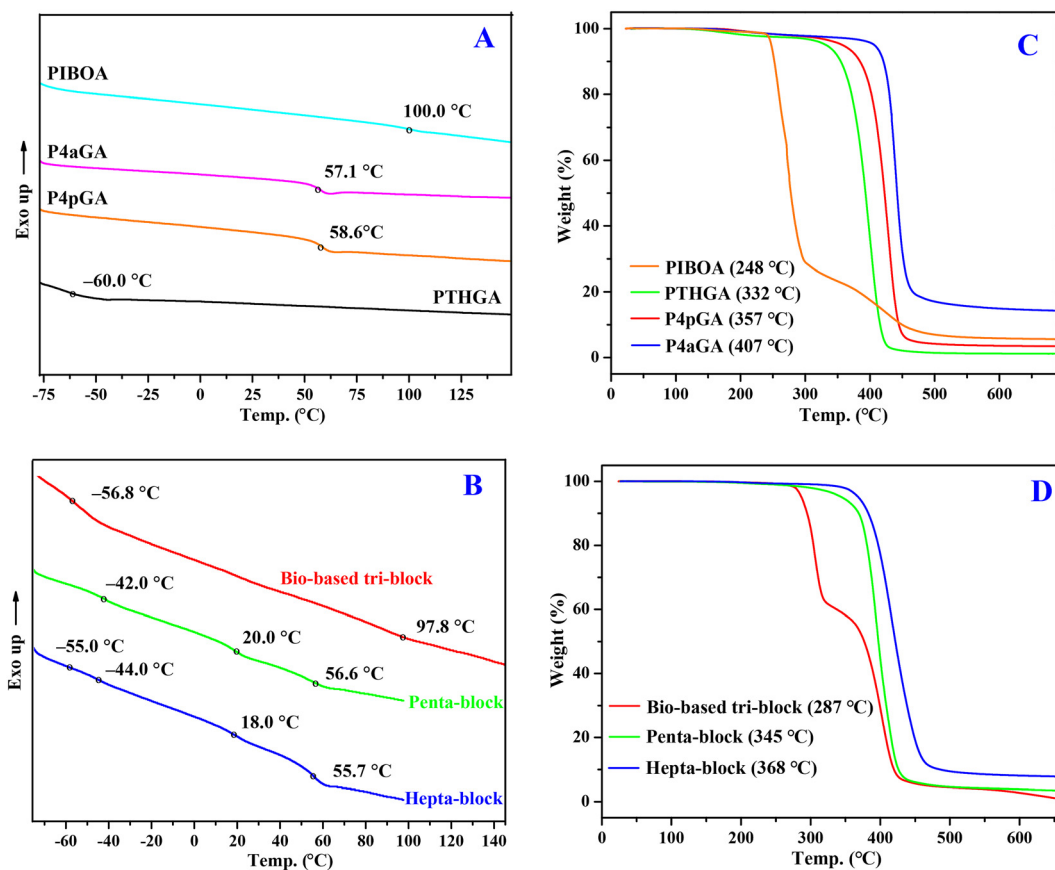 A
PIBOA
100.0 °C
P4aGA
57.1 °C
P4pGA
58.6°C
−60.0 °C
PTHGA
Exo up
-75 -50 -25 0 25 50 75 100 125
Temp. (°C)
C
100
80
60
40
20
0
Weight (%)
PIBOA (248 °C)
PTHGA (332 °C)
P4pGA (357 °C)
P4aGA (407 °C)
0 100 200 300 400 500 600
Temp. (°C)
B
−56.8 °C
Bio-based tri-block
97.8 °C
−42.0 °C
20.0 °C
56.6 °C
Penta-block
−55.0 °C
−44.0 °C
18.0 °C
55.7 °C
Hepta-block
Exo up
-60 -40 -20 0 20 40 60 80 100 120 140
Temp. (°C)
D
100
80
60
40
20
0
Weight (%)
Bio-based tri-block (287 °C)
Penta-block (345 °C)
Hepta-block (368 °C)
0 100 200 300 400 500 600
Temp. (°C)